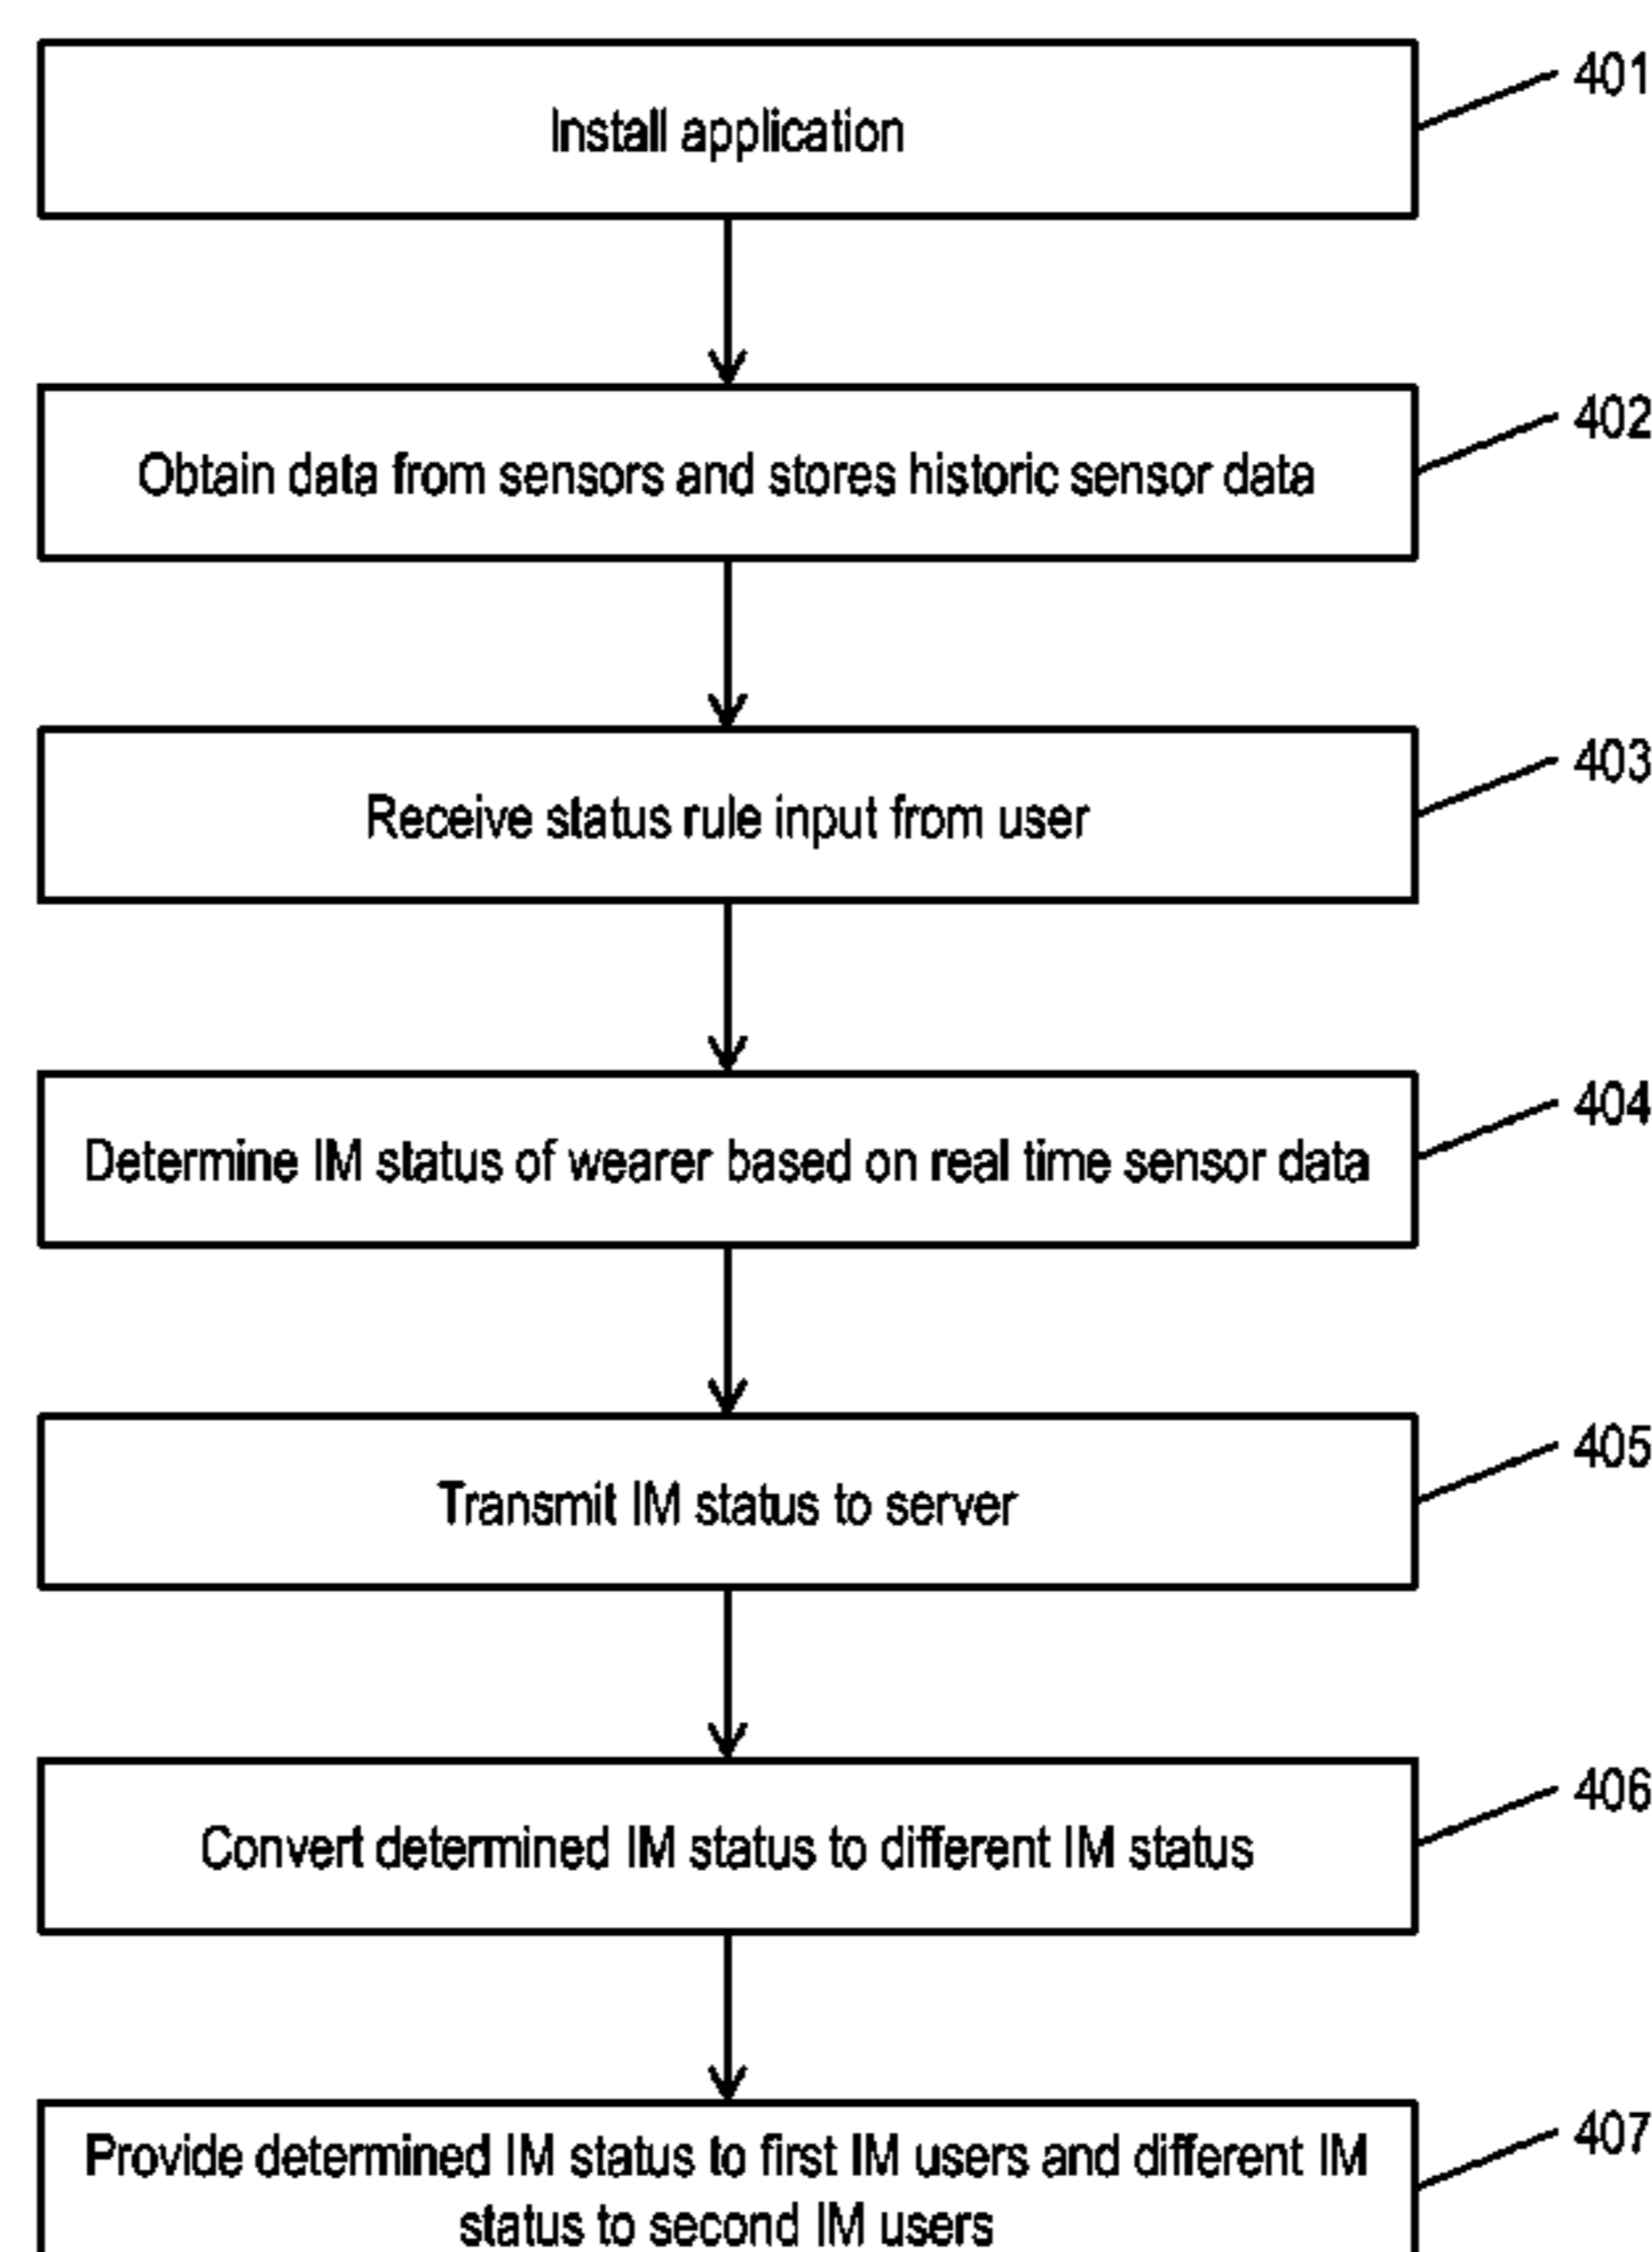 Install application
401
Obtain data from sensors and stores historic sensor data
402
Receive status rule input from user
403
Determine IM status of wearer based on real time sensor data
404
Transmit IM status to server
405
Convert determined IM status to different IM status
406
Provide determined IM status to first IM users and different IM
status to second IM users
407